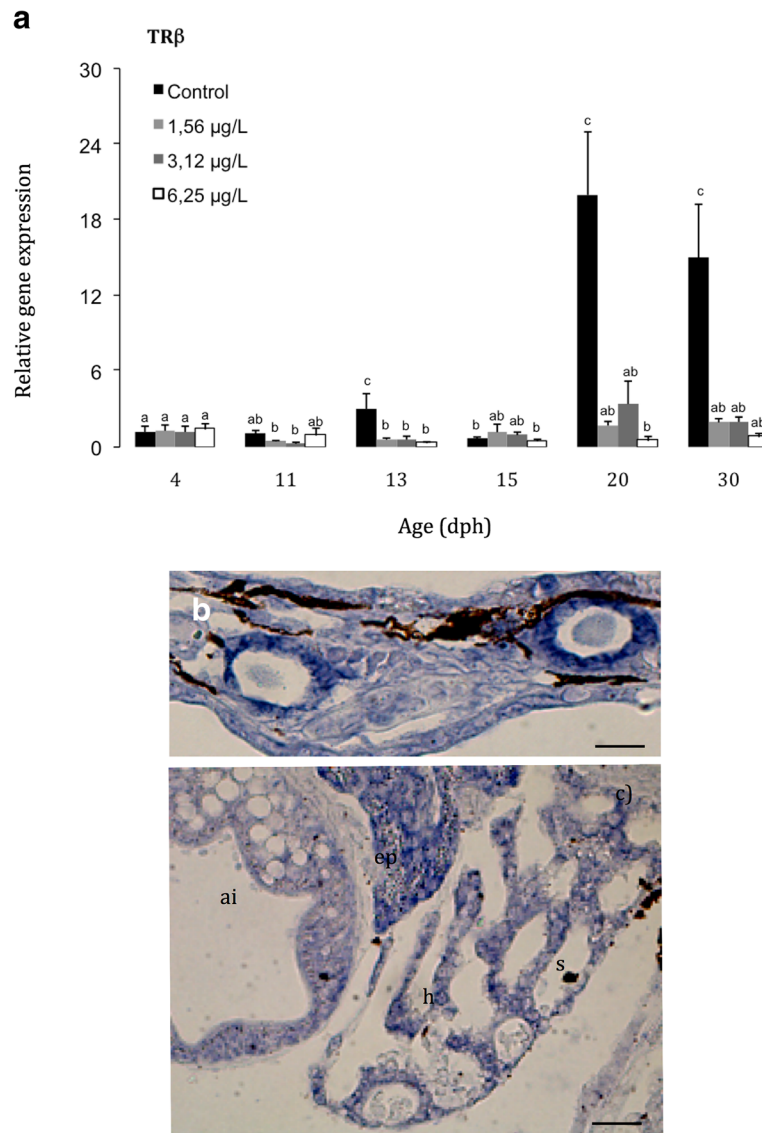 a
TRβ
Relative gene expression
30
24
18
12
6
0
Control
1,56 µg/L
3,12 µg/L
6,25 µg/L
a a a a
ab b b ab
c b b b
b ab ab b
c ab ab b
c ab ab ab
4 11 13 15 20 30
Age (dph)
b
c)
ep
ai
s
h